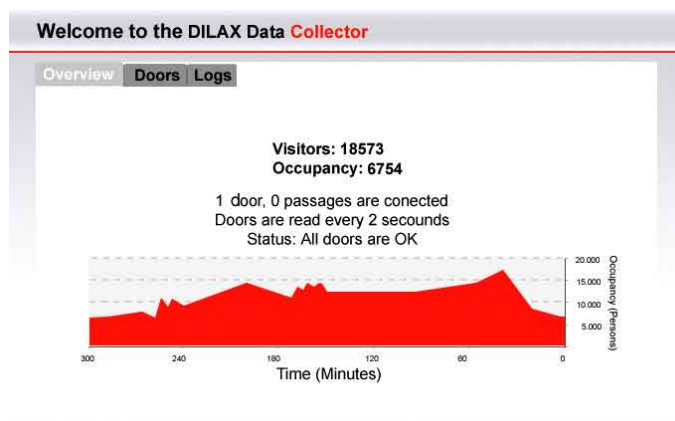 Welcome to the DILAX Data Collector
Overview Doors Logs
Visitors: 18573
Occupancy: 6754
1 door, 0 passages are conected
Doors are read every 2 secounds
Status: All doors are OK
20.000
15.000
10.000
5.000
Occupancy (Persons)
300 240 180 120 60 0
Time (Minutes)